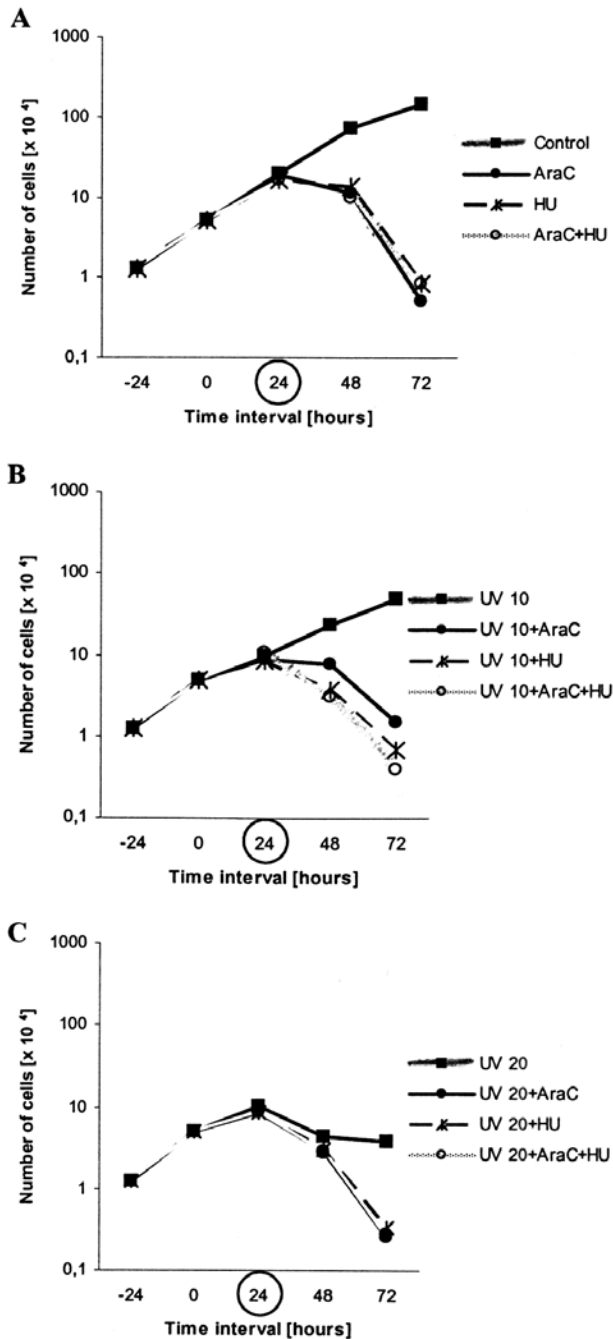 A
Number of cells [x 10 ⁴]
1000
100
10
1
0,1
-24 0 24 48 72
Time interval [hours]
Control
AraC
HU
AraC+HU
B
Number of cells [x 10 ⁴]
1000
100
10
1
0,1
-24 0 24 48 72
Time interval [hours]
UV 10
UV 10+AraC
UV 10+HU
UV 10+AraC+HU
C
Number of cells [x 10 ⁴]
1000
100
10
1
0,1
-24 0 24 48 72
Time interval [hours]
UV 20
UV 20+AraC
UV 20+HU
UV 20+AraC+HU